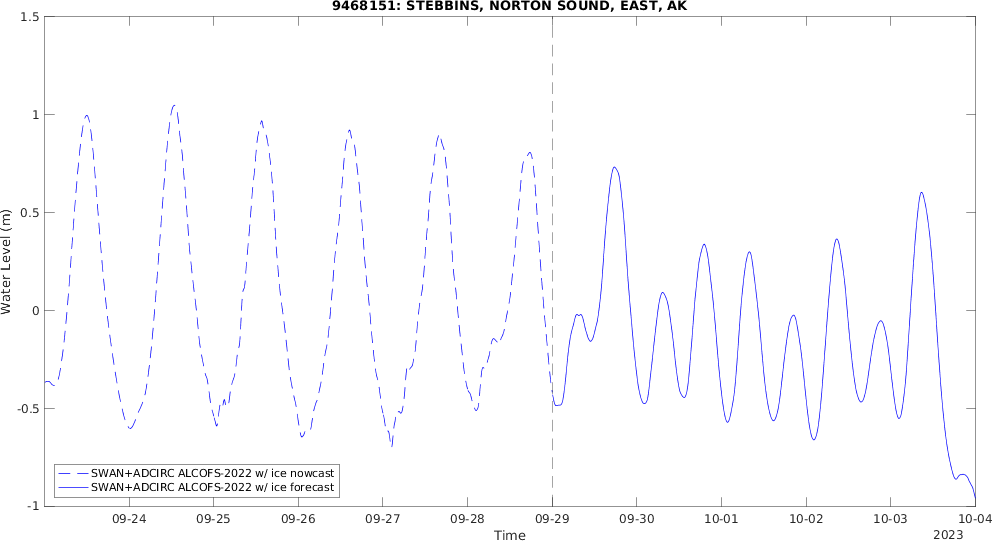 9468151: STEBBINS, NORTON SOUND, EAST, AK
1.5
1
0.5
0
-0.5
-1
Water Level (m)
SWAN+ADCIRC ALCOFS-2022 w/ ice nowcast
SWAN+ADCIRC ALCOFS-2022 w/ ice forecast
09-24 09-25 09-26 09-27 09-28 09-29 09-30 10-01 10-02 10-03 10-04
Time
2023